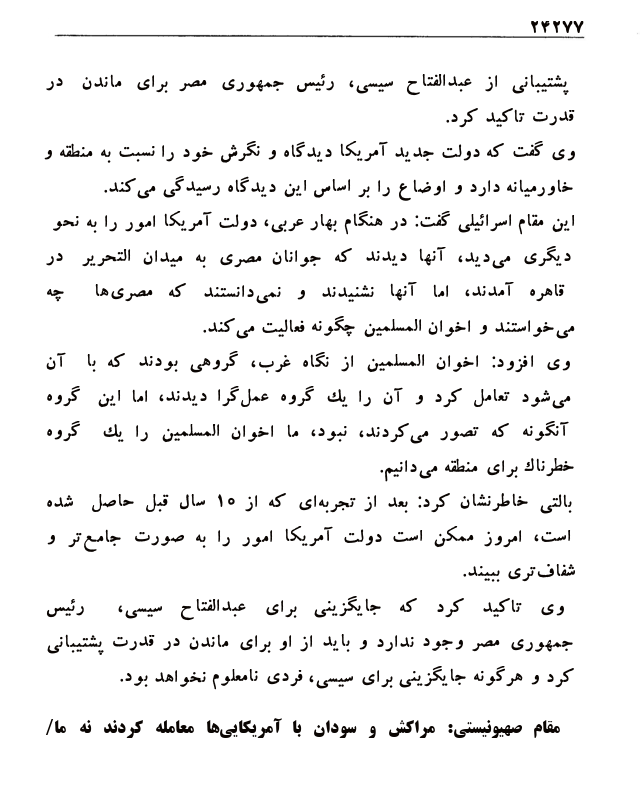 ۲۴۲۷۷
پشتیبانی از عبدالفتاح سیسی، رئیس جمهوری مصر برای ماندن در
قدرت تاکید کرد.
وی گفت که دولت جدید آمریکا دیدگاه و نگرش خود را نسبت به منطقه و
خاورمیانه دارد و اوضاع را بر اساس این دیدگاه رسیدگی می‌کند.
این مقام اسرائیلی گفت: در هنگام بهار عربی، دولت آمریکا امور را به نحو
دیگری می‌دید، آنها دیدند که جوانان مصری به میدان التحریر در
قاهره آمدند، اما آنها نشنیدند و نمی‌دانستند که مصری‌ها چه
می‌خواستند و اخوان المسلمین چگونه فعالیت می‌کند.
وی افزود: اخوان المسلمین از نگاه غرب، گروهی بودند که با آن
می‌شود تعامل کرد و آن را یك گروه عمل‌گرا دیدند، اما این گروه
آنگونه که تصور می‌کردند، نبود، ما اخوان المسلمین را یك گروه
خطرناك برای منطقه می‌دانیم.
بالتی خاطرنشان کرد: بعد از تجربه‌ای که از ۱۵ سال قبل حاصل شده
است، امروز ممکن است دولت آمریکا امور را به صورت جامع‌تر و
شفاف‌تری ببیند.
وی تاکید کرد که جایگزینی برای عبدالفتاح سیسی، رئیس
جمهوری مصر وجود ندارد و باید از او برای ماندن در قدرت پشتیبانی
کرد و هرگونه جایگزینی برای سیسی، فردی نامعلوم نخواهد بود.
مقام صهیونیستی: مراکش و سودان با آمریکایی‌ها معامله کردند نه ما/